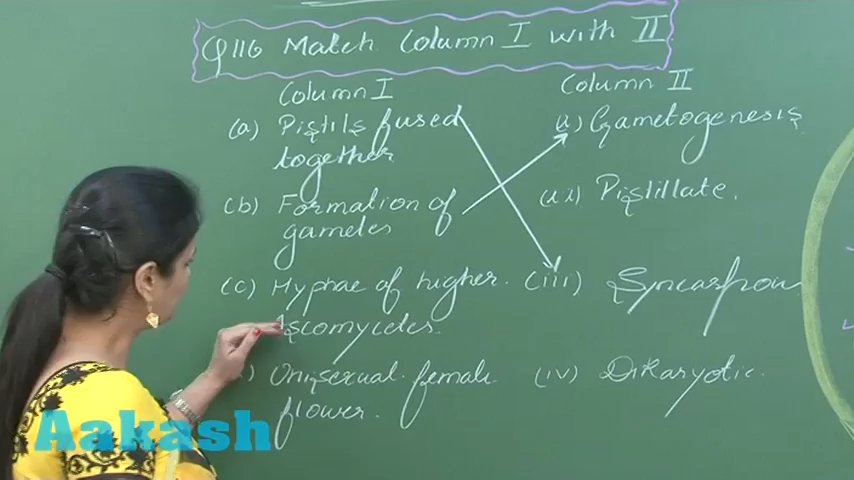 Q116 Match Column I with II
Column I Column II
(a) Pistils fused (i) Gametogenesis
together
(b) Formation of (ii) Pistillate.
gametes
(c) Hyphae of higher. (iii) Syncarpous
Ascomycetes.
) Unisexual female (iv) Dikaryotic.
flower.
Aakash